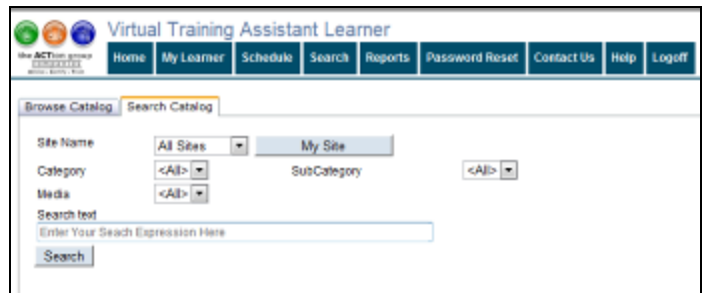 Virtual Training Assistant Learner
the ACTion group
Home My Learner Schedule Search Reports Password Reset Contact Us Help Logoff
Browse Catalog Search Catalog
Site Name All Sites My Site
Category <All> SubCategory <All>
Media <All>
Search text
Enter Your Seach Expression Here
Search